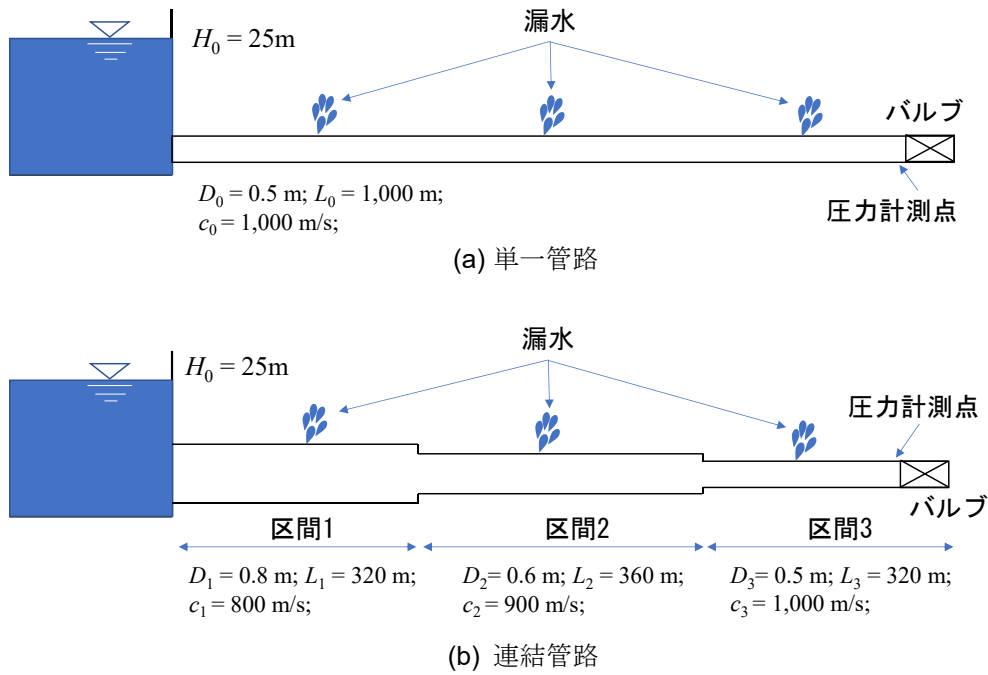 漏水
H₀ = 25m
バルブ
D₀ = 0.5 m; L₀ = 1,000 m;
c₀ = 1,000 m/s;
圧力計測点
(a) 単一管路
漏水
H₀ = 25m
圧力計測点
バルブ
区間1
区間2
区間3
D₁ = 0.8 m; L₁ = 320 m;
c₁ = 800 m/s;
D₂= 0.6 m; L₂ = 360 m;
c₂ = 900 m/s;
D₃= 0.5 m; L₃ = 320 m;
c₃ = 1,000 m/s;
(b) 連結管路